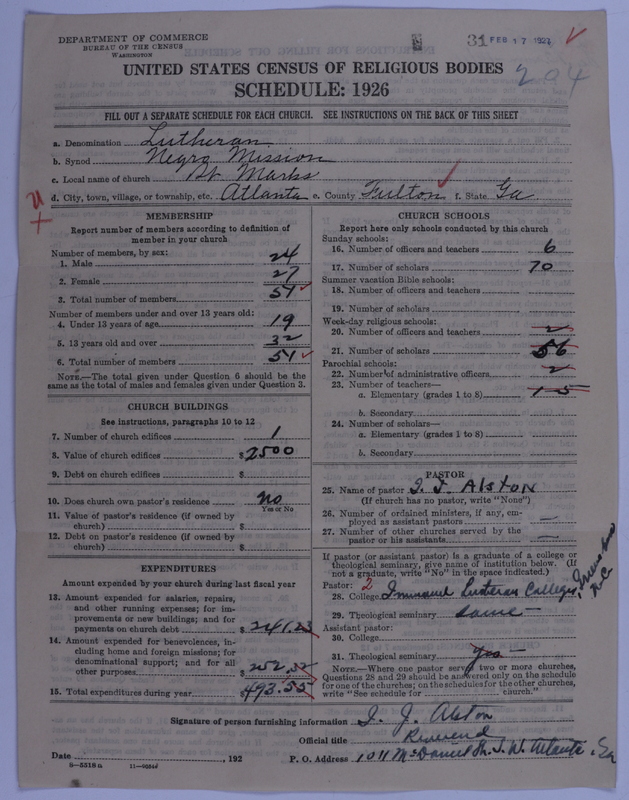 DEPARTMENT OF COMMERCE
BUREAU OF THE CENSUS
WASHINGTON
31 FEB 17 1927
UNITED STATES CENSUS OF RELIGIOUS BODIES
294
SCHEDULE: 1926
FILL OUT A SEPARATE SCHEDULE FOR EACH CHURCH. SEE INSTRUCTIONS ON THE BACK OF THIS SHEET
a. Denomination Lutheran
b. Synod Negro Mission
c. Local name of church St Marks
d. City, town, village, or township, etc. Atlanta e. County Fulton f. State Ga
MEMBERSHIP
Report number of members according to definition of
member in your church
Number of members, by sex:
1. Male 24
2. Female 27
3. Total number of members 51
Number of members under and over 13 years old:
4. Under 13 years of age 19
5. 13 years old and over 32
6. Total number of members 51
NOTE.—The total given under Question 6 should be
the same as the total of males and females given under Question 3.
CHURCH BUILDINGS
See instructions, paragraphs 10 to 12
7. Number of church edifices 1
8. Value of church edifices $2500
9. Debt on church edifices $
10. Does church own pastor's residence no
Yes or No
11. Value of pastor's residence (if owned by
church) $
12. Debt on pastor's residence (if owned by
church) $
EXPENDITURES
Amount expended by your church during last fiscal year
13. Amount expended for salaries, repairs,
and other running expenses; for im-
provements or new buildings; and for
payments on church debt $241.23
14. Amount expended for benevolences, in-
cluding home and foreign missions; for
denominational support; and for all
other purposes $252.32
15. Total expenditures during year 493.55
CHURCH SCHOOLS
Report here only schools conducted by this church
Sunday schools:
16. Number of officers and teachers 6
17. Number of scholars 70
Summer vacation Bible schools:
18. Number of officers and teachers
19. Number of scholars
Week-day religious schools:
20. Number of officers and teachers 2
21. Number of scholars 56
Parochial schools:
22. Number of administrative officers 2
23. Number of teachers—
a. Elementary (grades 1 to 8) 1-5
b. Secondary
24. Number of scholars—
a. Elementary (grades 1 to 8)
b. Secondary
PASTOR
25. Name of pastor I. J. Alston
(If church has no pastor, write "None")
26. Number of ordained ministers, if any, em-
ployed as assistant pastors —
27. Number of other churches served by the
pastor or his assistants —
If pastor (or assistant pastor) is a graduate of a college or
theological seminary, give name of institution below. (If
not a graduate, write "No" in the space indicated.)
Pastor: 2
28. College Immanuel Lutheran College, Greensboro N.C.
29. Theological seminary same
Assistant pastor:
30. College
31. Theological seminary yes
NOTE.—Where one pastor serves two or more churches,
Questions 28 and 29 should be answered only on the schedule
for one of the churches; on the schedules for the other churches,
write "See schedule for church."
Signature of person furnishing information I. J. Alston
Official title Reverend
Date , 192 P. O. Address 1011 McDaniel St. S. W. Atlanta, Ga